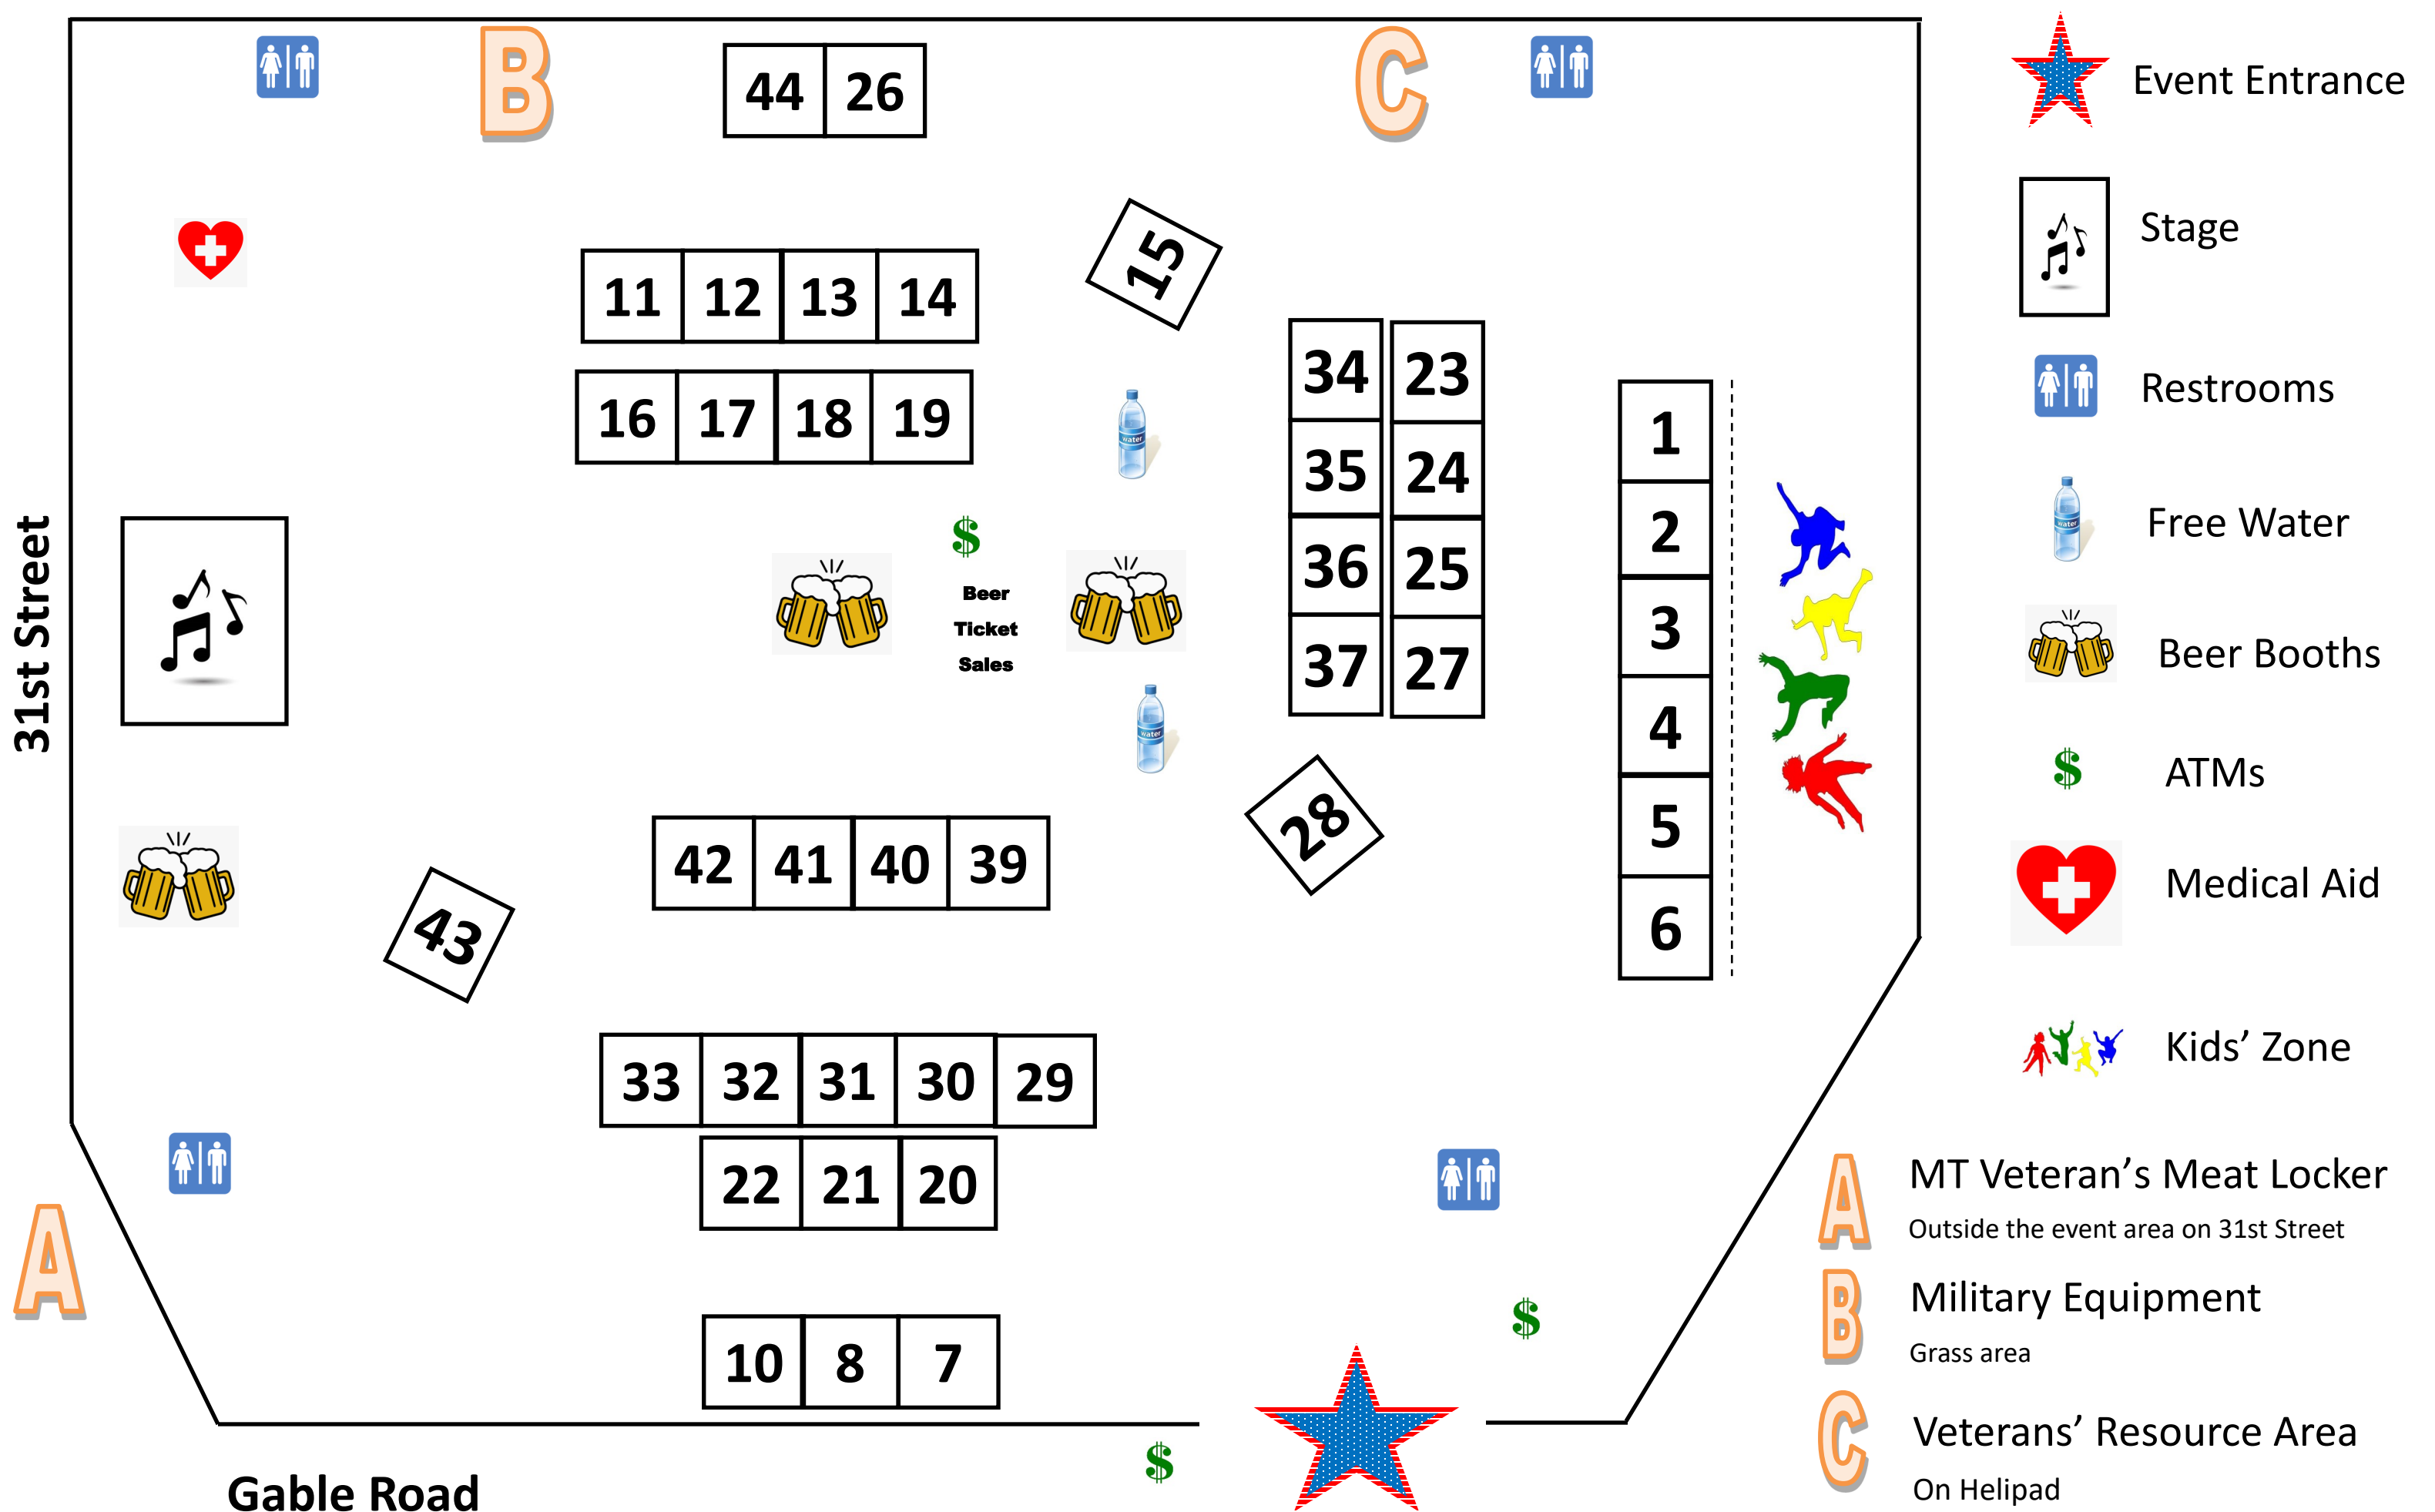 B
44 26
C
Event Entrance
Stage
15
11 12 13 14
34 23
Restrooms
16 17 18 19
1
35 24
water
31st Street
2
water
Free Water
$
36 25
Beer
Ticket
Sales
3
37 27
Beer Booths
water
4
$ ATMs
28
5
42 41 40 39
Medical Aid
43
6
33 32 31 30 29
Kids’ Zone
22 21 20
A
A MT Veteran’s Meat Locker
Outside the event area on 31st Street
B Military Equipment
Grass area
$
10 8 7
C Veterans’ Resource Area
On Helipad
$
Gable Road